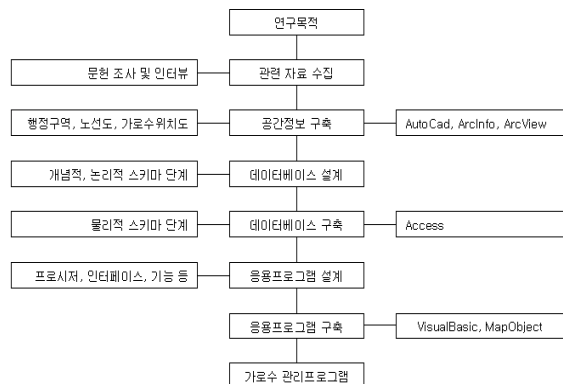 연구목적
문헌 조사 및 인터뷰 관련 자료 수집
행정구역, 노선도, 가로수위치도 공간정보 구축 AutoCad, ArcInfo, ArcView
개념적, 논리적 스키마 단계 데이터베이스 설계
물리적 스키마 단계 데이터베이스 구축 Access
프로시저, 인터페이스, 기능 등 응용프로그램 설계
응용프로그램 구축 VisualBasic, MapObject
가로수 관리프로그램